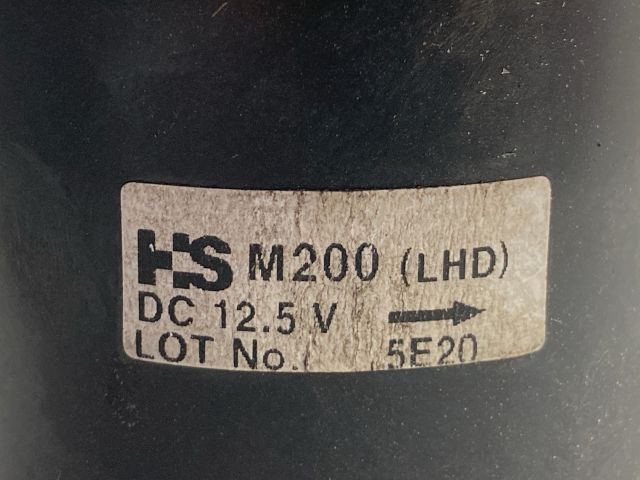 HS M200 (LHD)
DC 12.5 V
LOT No. 5E20